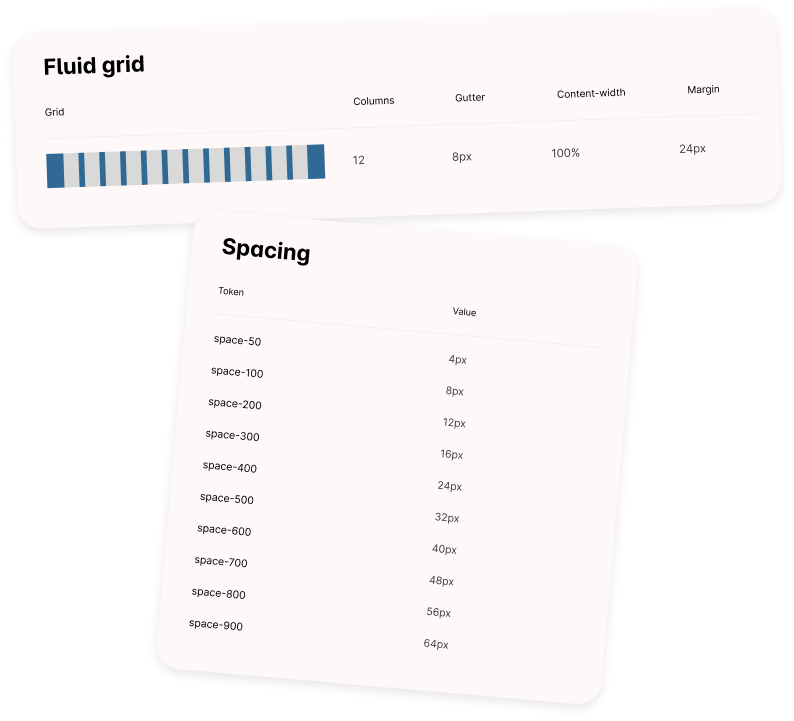 Fluid grid
Grid Columns Gutter Content-width Margin
12 8px 100% 24px
Spacing
Token Value
space-50 4px
space-100 8px
space-200 12px
space-300 16px
space-400 24px
space-500 32px
space-600 40px
space-700 48px
space-800 56px
space-900 64px